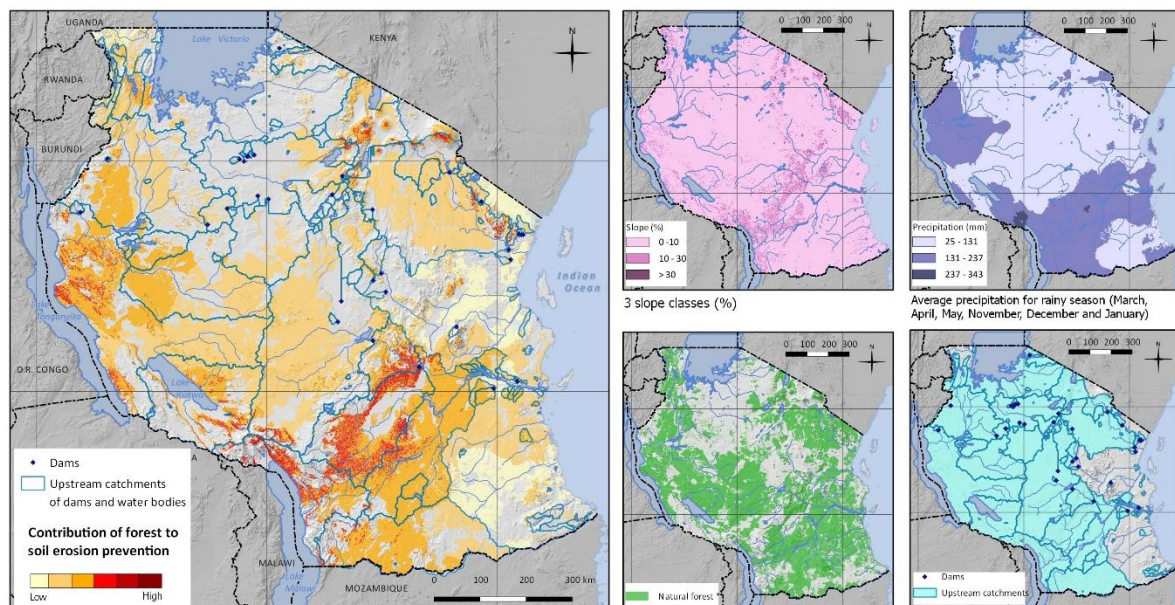 UGANDA
Lake Victoria
KENYA
N
RWANDA
BURUNDI
Indian
Ocean
Lake
Tanganyika
D.R. CONGO
Lake
Rukwa
MALAWI
Lake
Malawi
MOZAMBIQUE
0 100 200 300 km
Dams
Upstream catchments
of dams and water bodies
Contribution of forest to
soil erosion prevention
Low High
0 100 200 300
N
Slope (%)
0 -10
10 - 30
>30
3 slope classes (%)
0 100 200 300
N
Precipitation (mm)
25 - 131
131 - 237
237 - 343
Average precipitation for rainy season (March,
April, May, November, December and January)
0 100 200 300
N
Natural forest
0 100 200 300
N
Dams
Upstream catchments